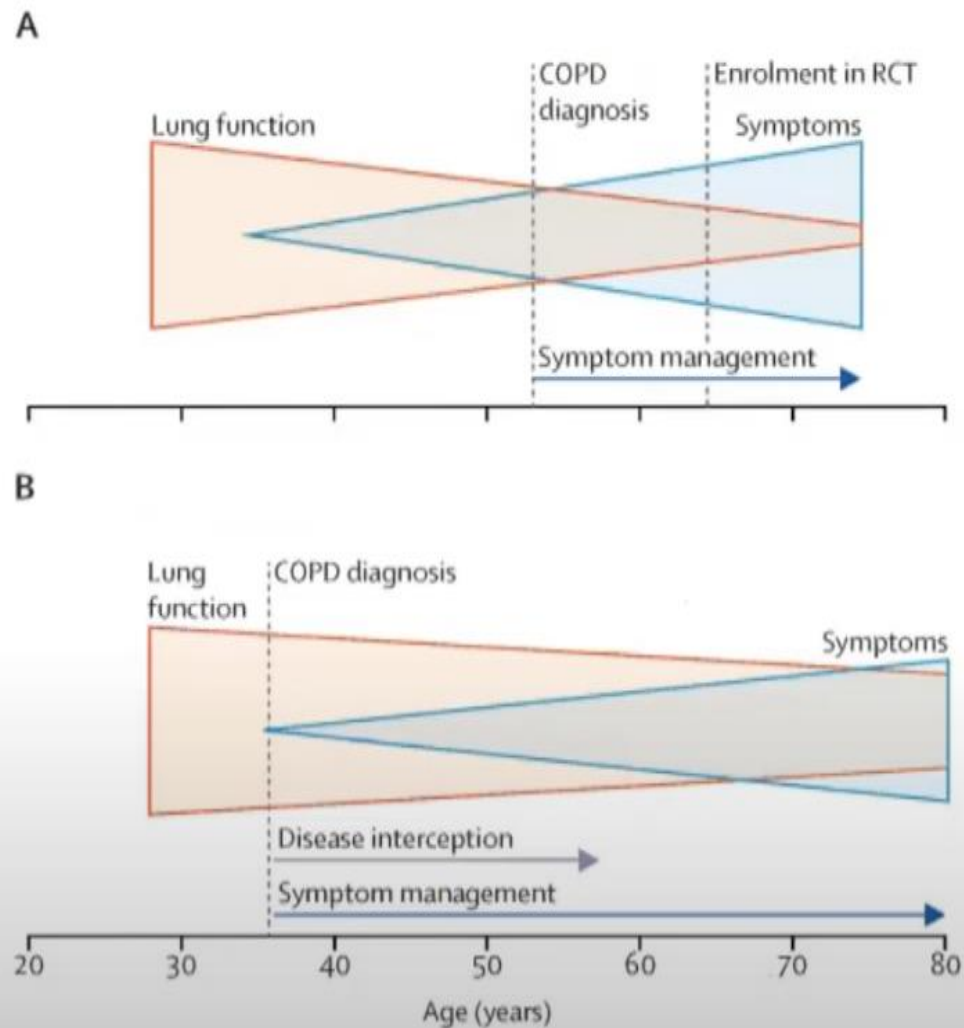 A
COPD
diagnosis
Enrolment in RCT
Lung function
Symptoms
Symptom management
B
Lung
function
COPD diagnosis
Symptoms
Disease interception
Symptom management
20 30 40 50 60 70 80
Age (years)